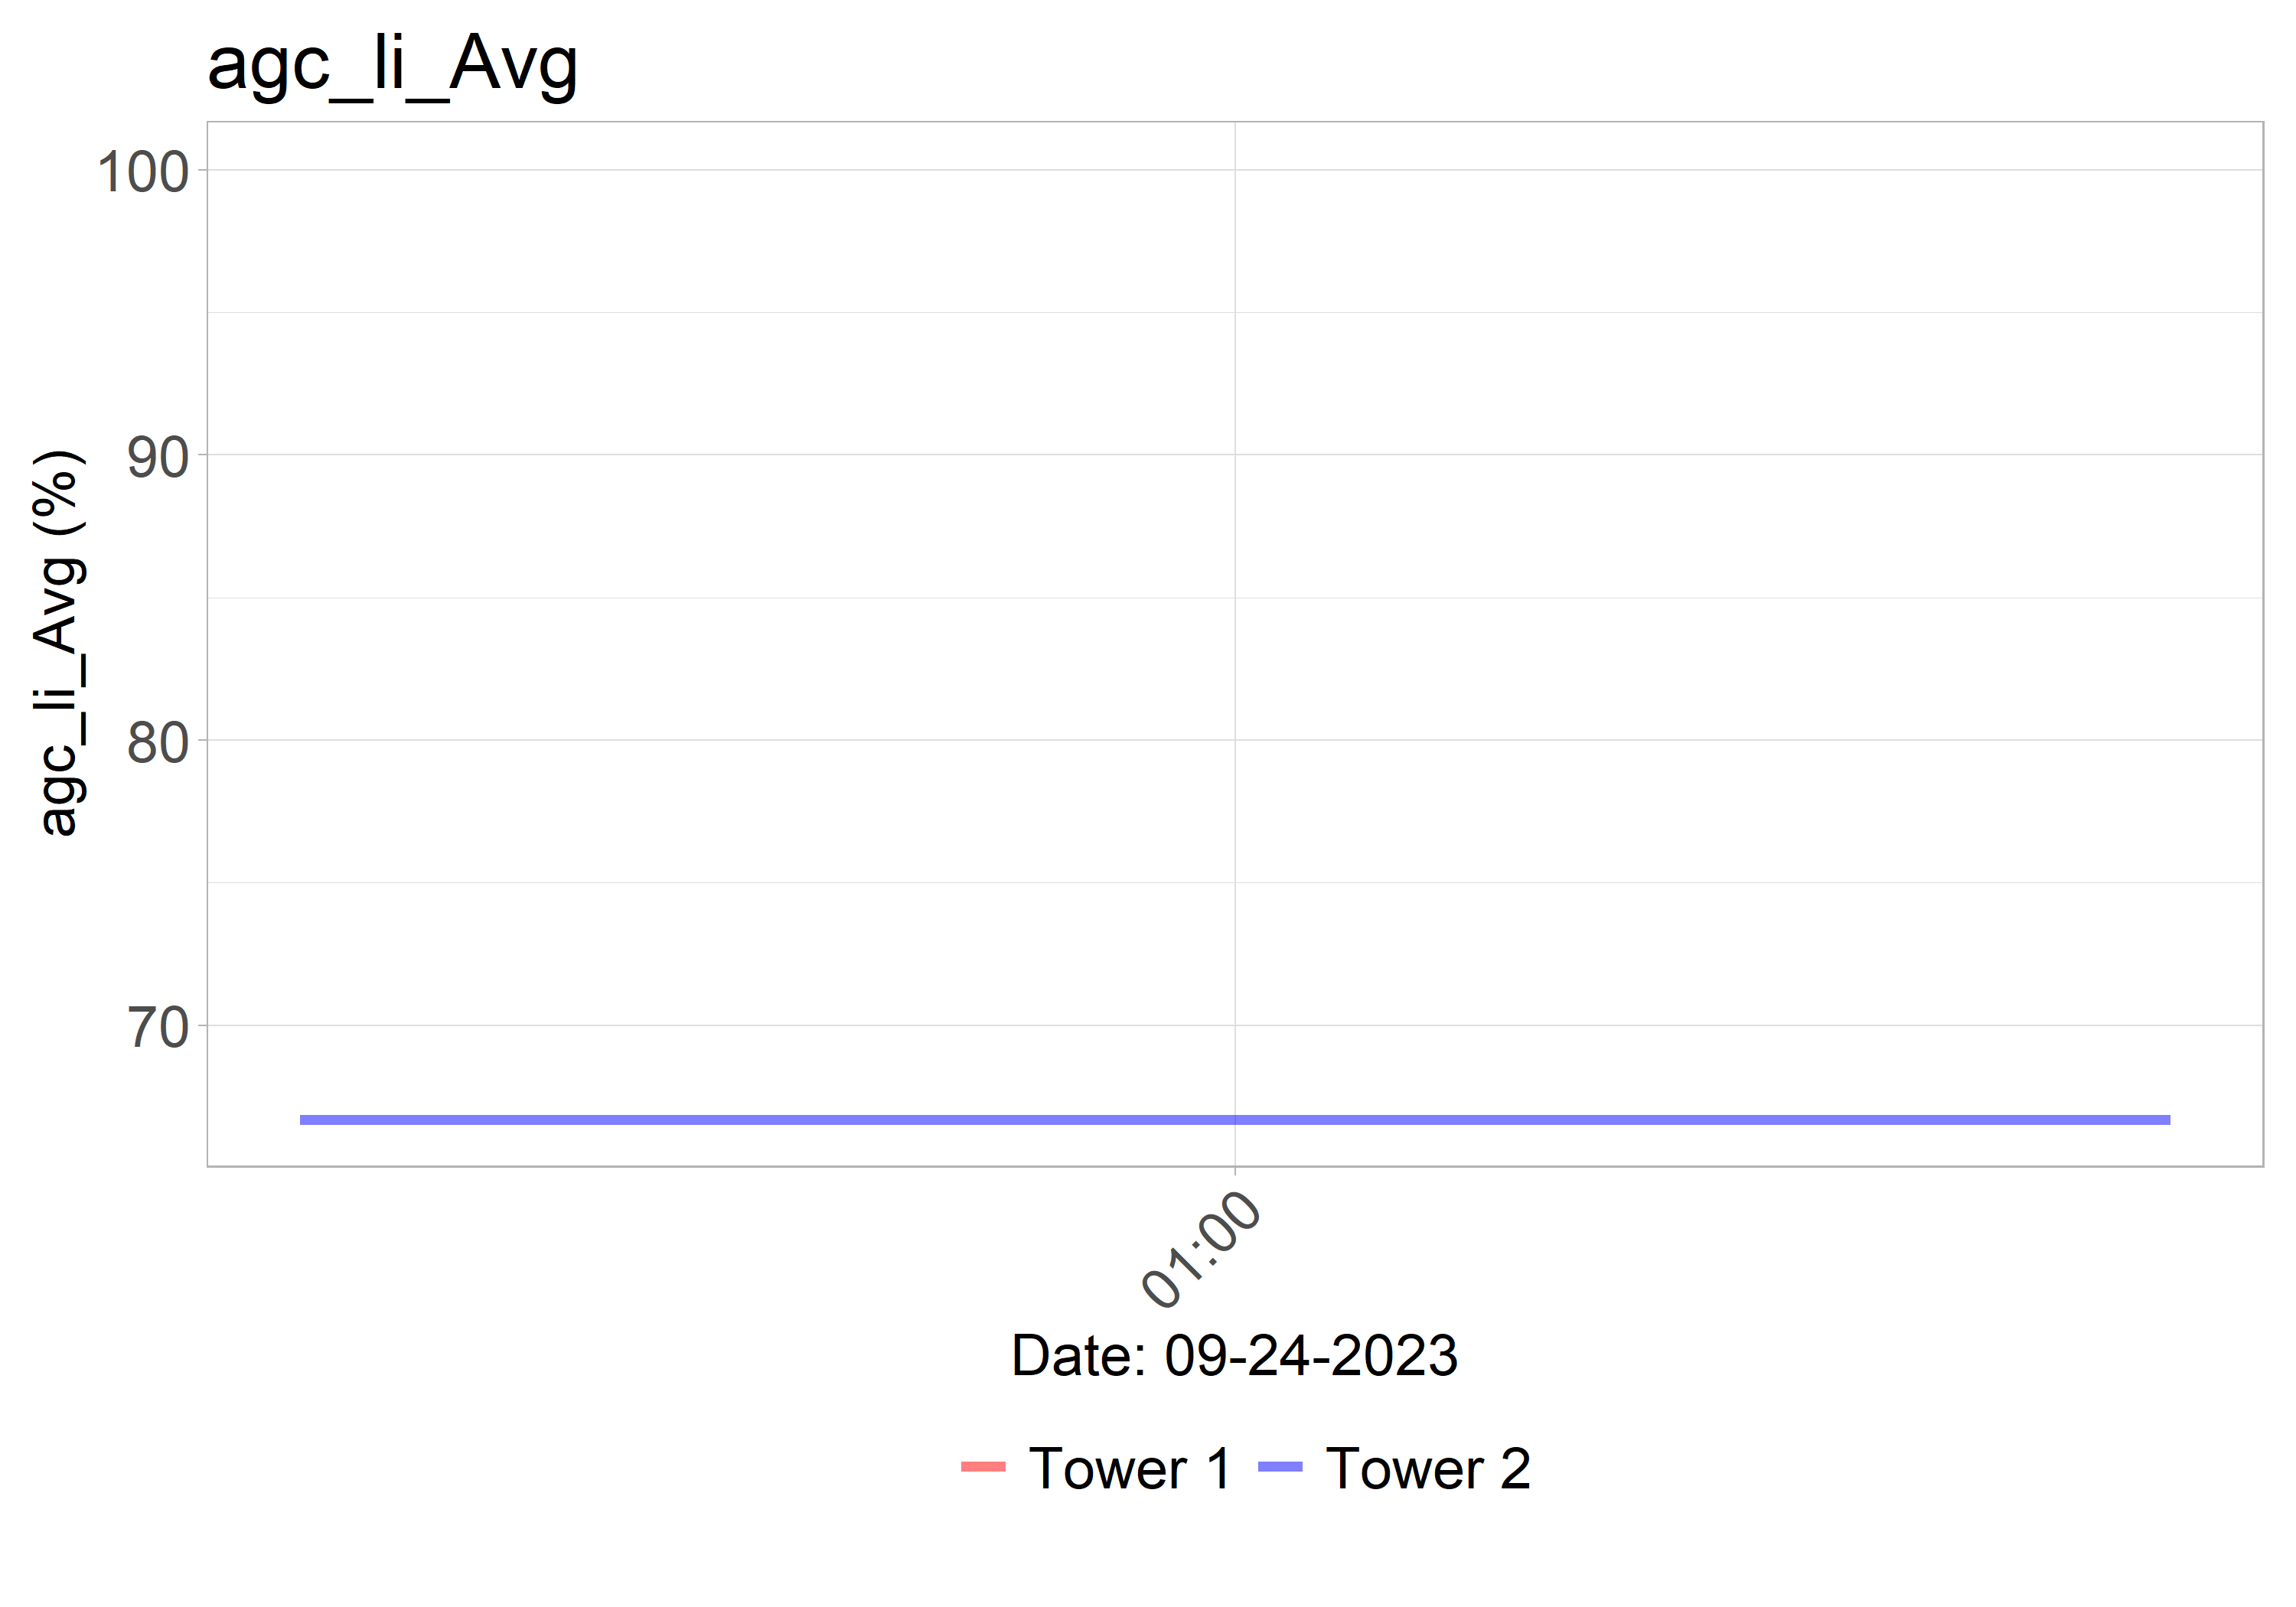 agc_li_Avg
100
90
80
70
agc_li_Avg (%)
01:00
Date: 09-24-2023
Tower 1 Tower 2